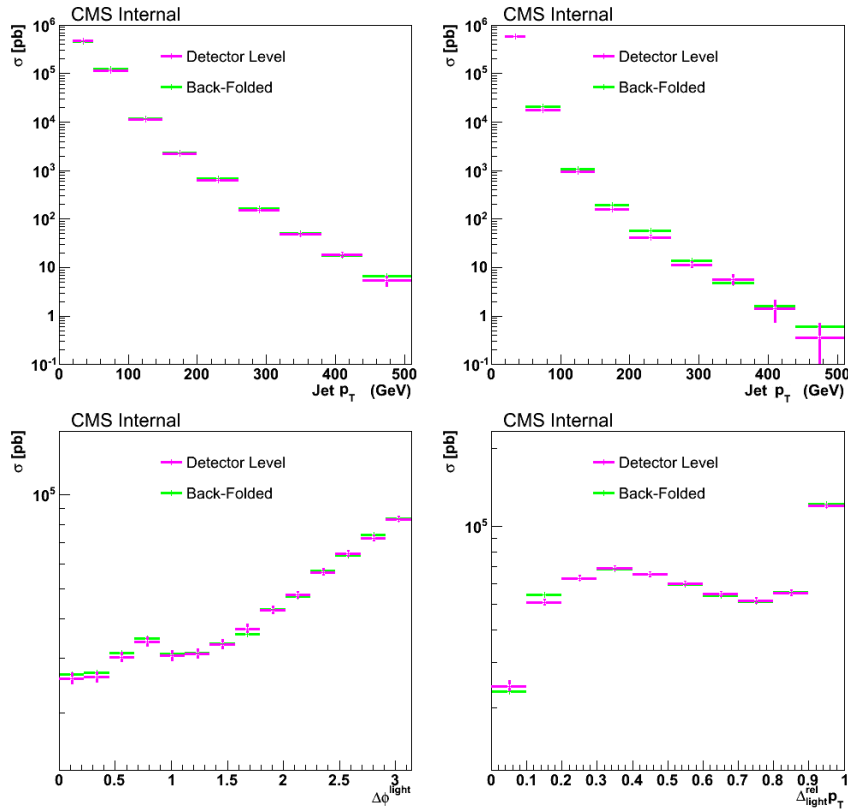 CMS Internal
σ [pb]
10^6
10^5
10^4
10^3
10^2
10
1
10^-1
Detector Level
Back-Folded
0 100 200 300 400 500
Jet p_T (GeV)
CMS Internal
σ [pb]
10^6
10^5
10^4
10^3
10^2
10
1
10^-1
Detector Level
Back-Folded
0 100 200 300 400 500
Jet p_T (GeV)
CMS Internal
σ [pb]
10^5
Detector Level
Back-Folded
0 0.5 1 1.5 2 2.5 3
Δϕ^light
CMS Internal
σ [pb]
10^5
Detector Level
Back-Folded
0 0.1 0.2 0.3 0.4 0.5 0.6 0.7 0.8 0.9 1
Δ^rel_light p_T